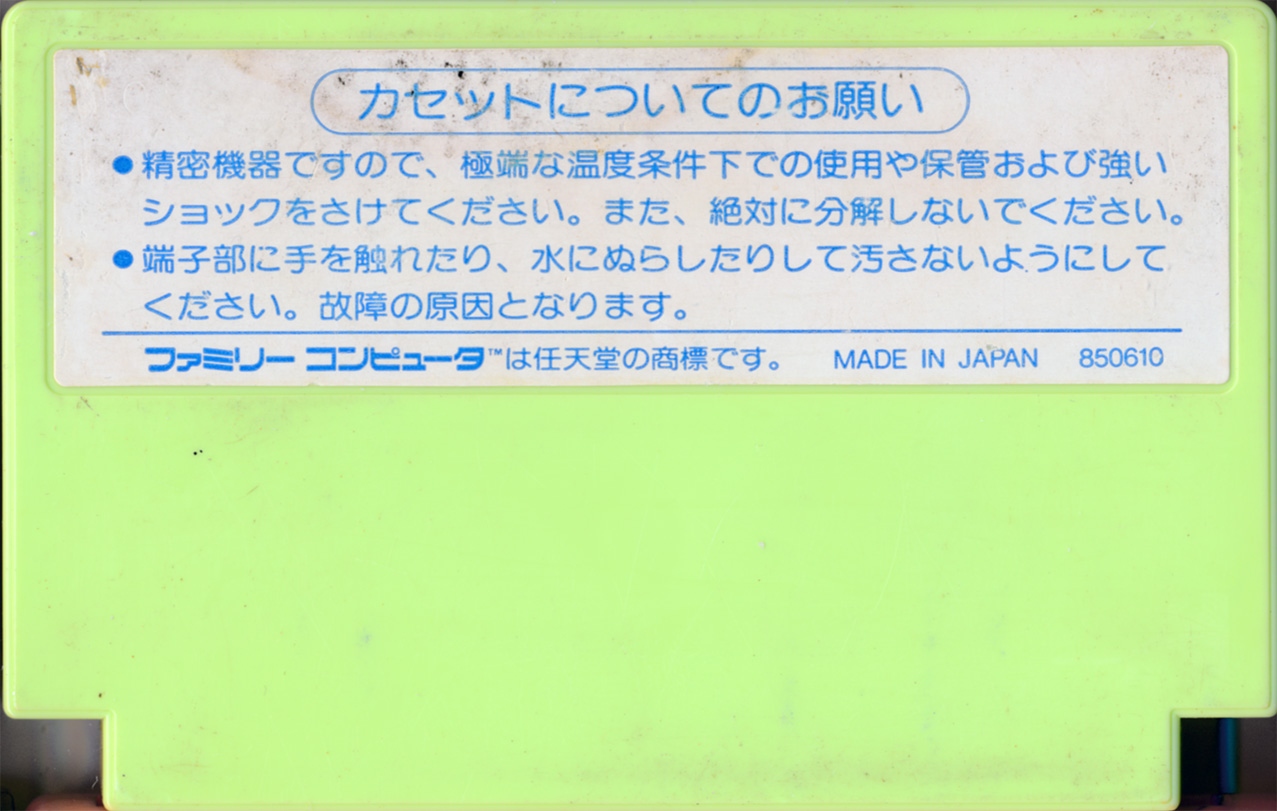 カセットについてのお願い
●精密機器ですので、極端な温度条件下での使用や保管および強い
ショックをさけてください。また、絶対に分解しないでください。
●端子部に手を触れたり、水にぬらしたりして汚さないようにして
ください。故障の原因となります。
ファミリー コンピュータ™は任天堂の商標です。 MADE IN JAPAN 850610